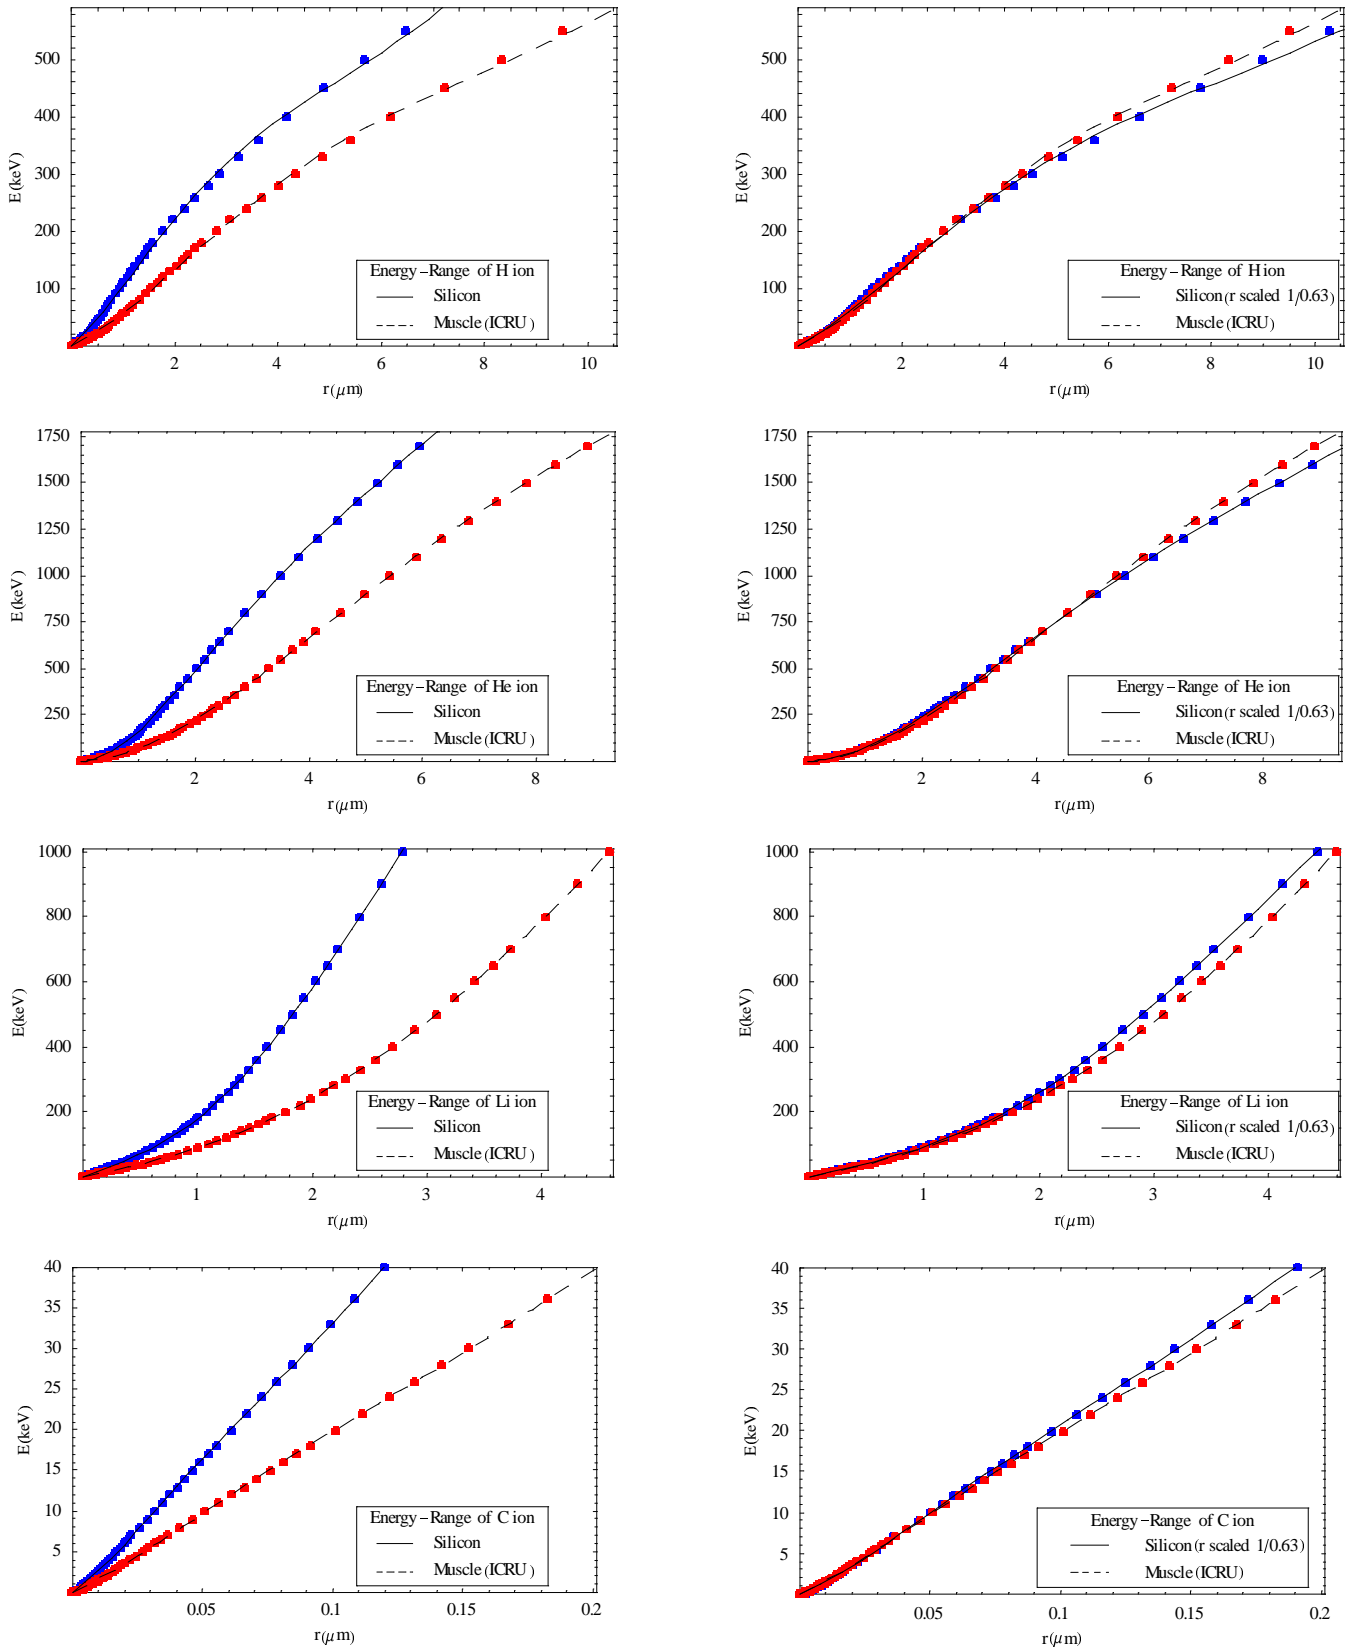 500
400
300
200
100
E(keV)
Energy–Range of H ion
Silicon
Muscle(ICRU)
2
4
6
8
10
r(μm)
500
400
300
200
100
E(keV)
Energy–Range of H ion
Silicon(r scaled 1/0.63)
Muscle(ICRU)
2
4
6
8
10
r(μm)
1750
1500
1250
1000
750
500
250
E(keV)
Energy–Range of He ion
Silicon
Muscle(ICRU)
2
4
6
8
r(μm)
1750
1500
1250
1000
750
500
250
E(keV)
Energy–Range of He ion
Silicon(r scaled 1/0.63)
Muscle(ICRU)
2
4
6
8
r(μm)
1000
800
600
400
200
E(keV)
Energy–Range of Li ion
Silicon
Muscle(ICRU)
1
2
3
4
r(μm)
1000
800
600
400
200
E(keV)
Energy–Range of Li ion
Silicon(r scaled 1/0.63)
Muscle(ICRU)
1
2
3
4
r(μm)
40
35
30
25
20
15
10
5
E(keV)
Energy–Range of C ion
Silicon
Muscle(ICRU)
0.05
0.1
0.15
0.2
r(μm)
40
35
30
25
20
15
10
5
E(keV)
Energy–Range of C ion
Silicon(r scaled 1/0.63)
Muscle(ICRU)
0.05
0.1
0.15
0.2
r(μm)